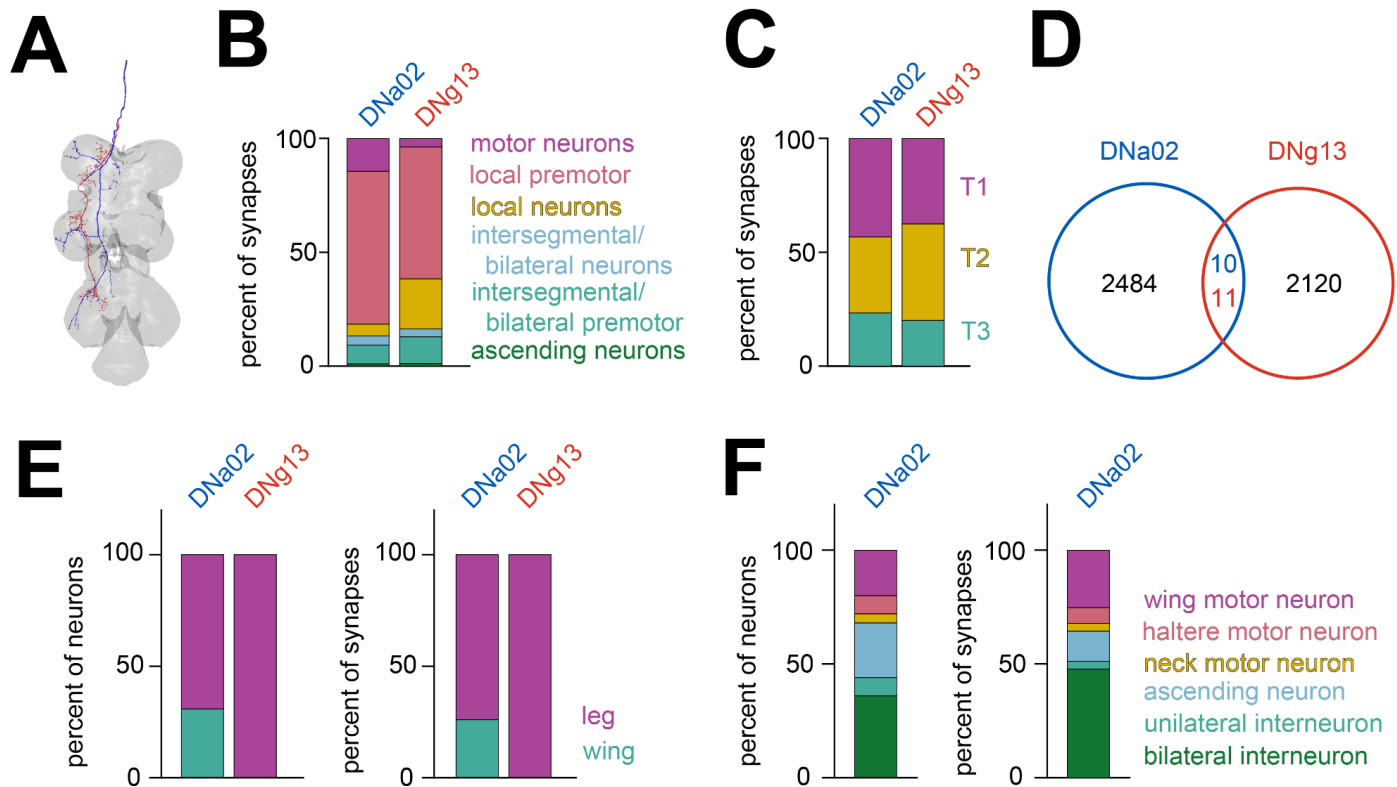 A
B
DNa02
DNg13
percent of synapses
100
50
0
motor neurons
local premotor
local neurons
intersegmental/
bilateral neurons
intersegmental/
bilateral premotor
ascending neurons
C
DNa02
DNg13
percent of synapses
100
50
0
T1
T2
T3
D
DNa02
DNg13
2484
10
11
2120
E
DNa02
DNg13
percent of neurons
100
50
0
DNa02
DNg13
percent of synapses
100
50
0
leg
wing
F
DNa02
percent of neurons
100
50
0
DNa02
percent of synapses
100
50
0
wing motor neuron
haltere motor neuron
neck motor neuron
ascending neuron
unilateral interneuron
bilateral interneuron